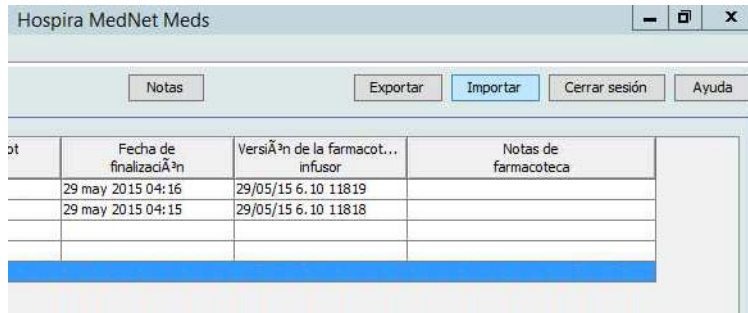 Hospira MedNet Meds
Notas Exportar Importar Cerrar sesión Ayuda
ot Fecha de VersiÃ³n de la farmacot... Notas de
finalizaciÃ³n infusor farmacoteca
29 may 2015 04:16 29/05/15 6.10 11819
29 may 2015 04:15 29/05/15 6.10 11818